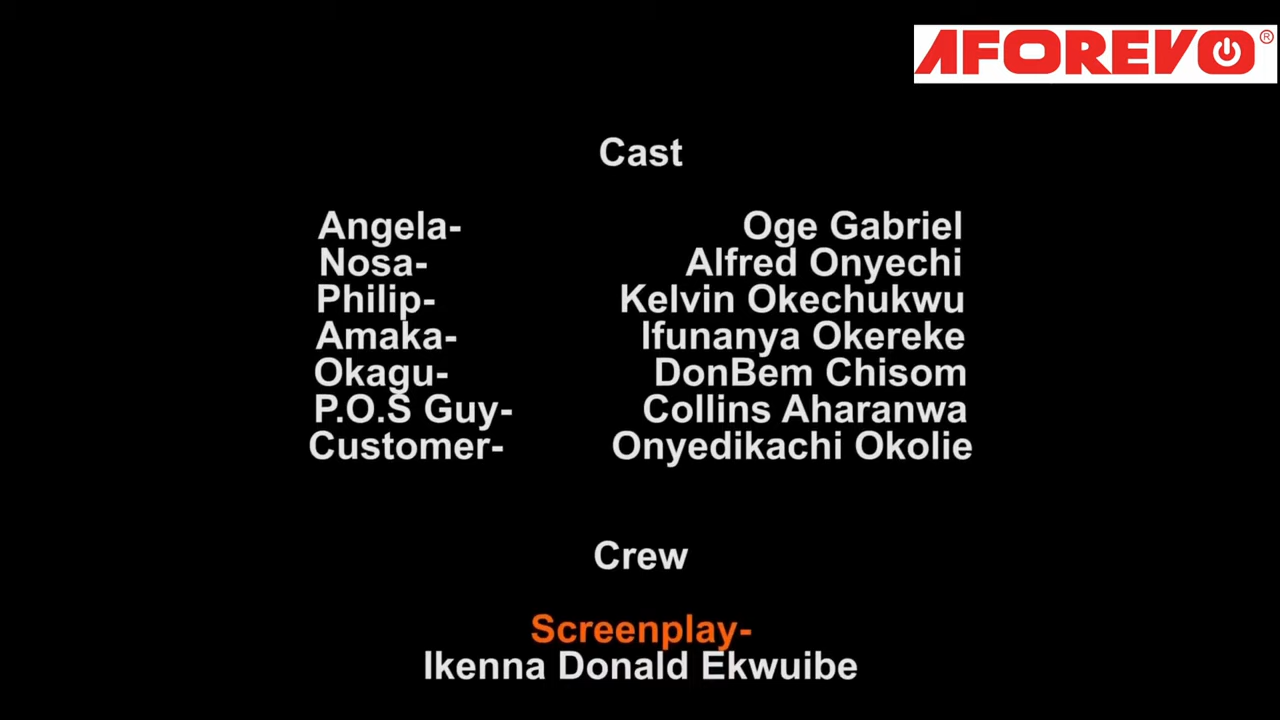 AFOREVO®
Cast
Angela- Oge Gabriel
Nosa- Alfred Onyechi
Philip- Kelvin Okechukwu
Amaka- Ifunanya Okereke
Okagu- DonBem Chisom
P.O.S Guy- Collins Aharanwa
Customer- Onyedikachi Okolie
Crew
Screenplay-
Ikenna Donald Ekwuibe